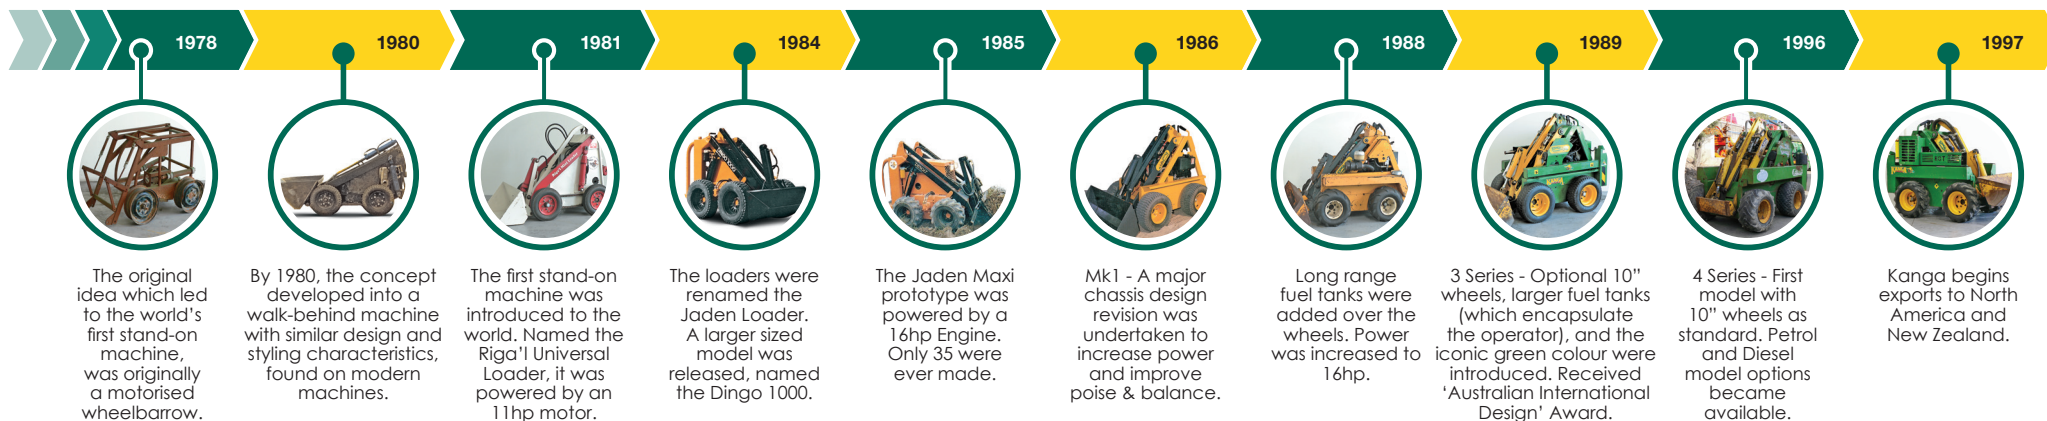 1978
The original
idea which led
to the world’s
first stand-on
machine,
was originally
a motorised
wheelbarrow.
1980
By 1980, the concept
developed into a
walk-behind machine
with similar design and
styling characteristics,
found on modern
machines.
1981
The first stand-on
machine was
introduced to the
world. Named the
Riga’l Universal
Loader, it was
powered by an
11hp motor.
1984
The loaders were
renamed the
Jaden Loader.
A larger sized
model was
released, named
the Dingo 1000.
1985
The Jaden Maxi
prototype was
powered by a
16hp Engine.
Only 35 were
ever made.
1986
Mk1 - A major
chassis design
revision was
undertaken to
increase power
and improve
poise & balance.
1988
Long range
fuel tanks were
added over the
wheels. Power
was increased to
16hp.
1989
3 Series - Optional 10”
wheels, larger fuel tanks
(which encapsulate
the operator), and the
iconic green colour were
introduced. Received
‘Australian International
Design’ Award.
1996
4 Series - First
model with
10” wheels as
standard. Petrol
and Diesel
model options
became
available.
1997
Kanga begins
exports to North
America and
New Zealand.